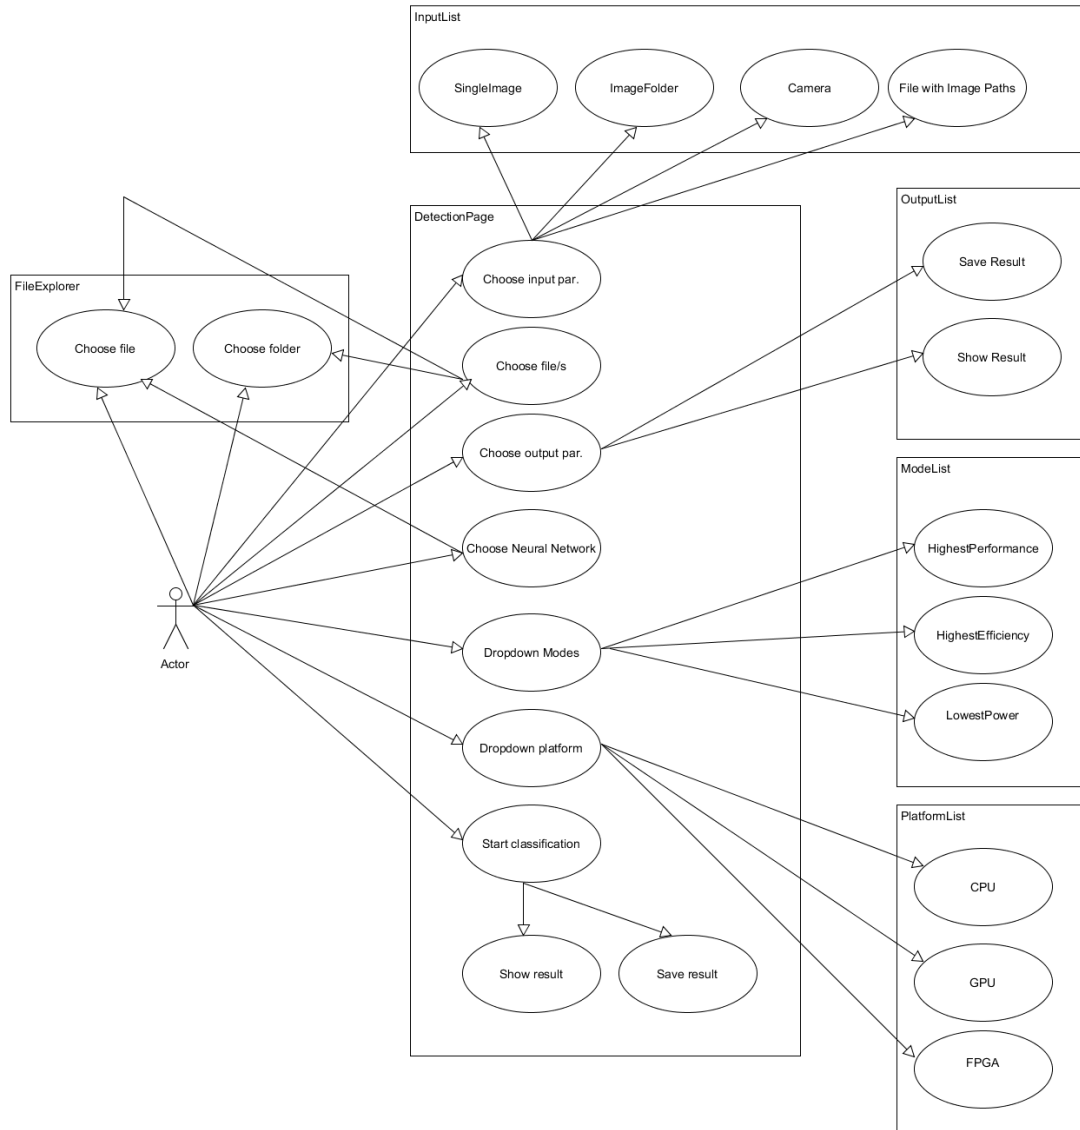 InputList
SingleImage
ImageFolder
Camera
File with Image Paths
OutputList
Save Result
Show Result
DetectionPage
Choose input par.
Choose file/s
Choose output par.
Choose Neural Network
Dropdown Modes
Dropdown platform
Start classification
Show result
Save result
FileExplorer
Choose file
Choose folder
Actor
ModeList
HighestPerformance
HighestEfficiency
LowestPower
PlatformList
CPU
GPU
FPGA